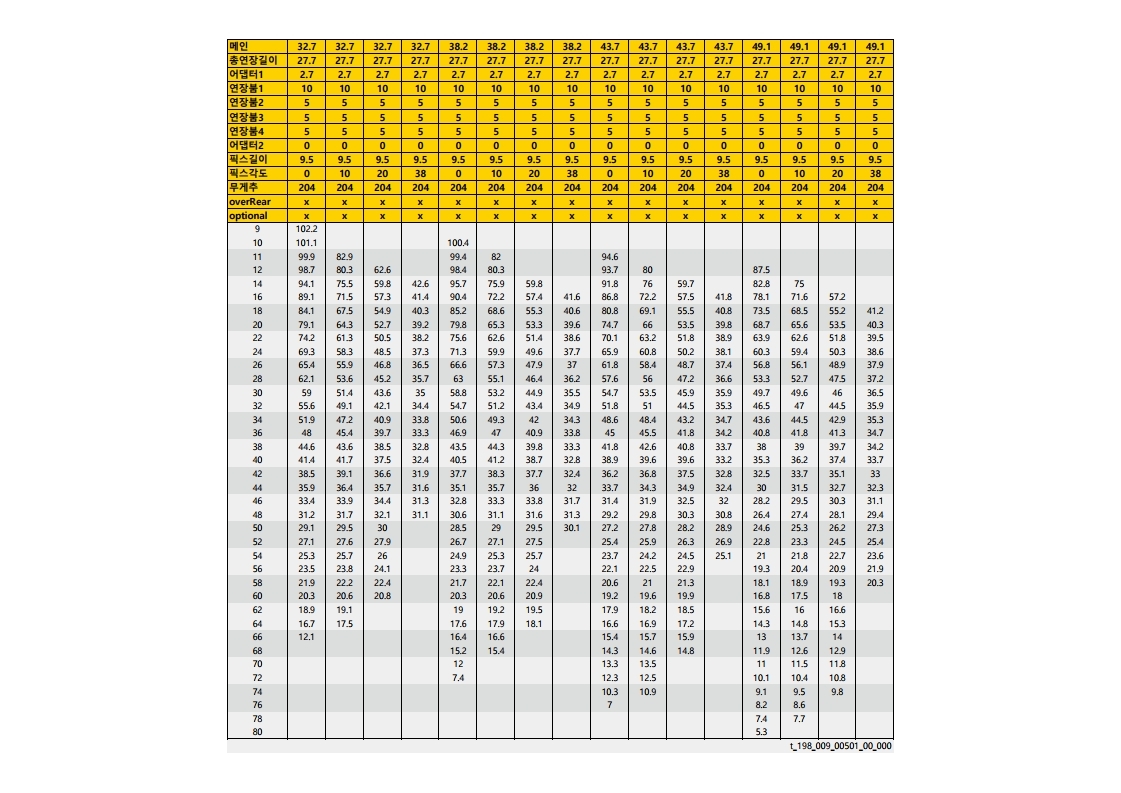 메인 32.7 32.7 32.7 32.7 38.2 38.2 38.2 38.2 43.7 43.7 43.7 43.7 49.1 49.1 49.1 49.1
총연장길이 27.7 27.7 27.7 27.7 27.7 27.7 27.7 27.7 27.7 27.7 27.7 27.7 27.7 27.7 27.7 27.7
어댑터1 2.7 2.7 2.7 2.7 2.7 2.7 2.7 2.7 2.7 2.7 2.7 2.7 2.7 2.7 2.7 2.7
연장붐1 10 10 10 10 10 10 10 10 10 10 10 10 10 10 10 10
연장붐2 5 5 5 5 5 5 5 5 5 5 5 5 5 5 5 5
연장붐3 5 5 5 5 5 5 5 5 5 5 5 5 5 5 5 5
연장붐4 5 5 5 5 5 5 5 5 5 5 5 5 5 5 5 5
어댑터2 0 0 0 0 0 0 0 0 0 0 0 0 0 0 0 0
픽스길이 9.5 9.5 9.5 9.5 9.5 9.5 9.5 9.5 9.5 9.5 9.5 9.5 9.5 9.5 9.5 9.5
픽스각도 0 10 20 38 0 10 20 38 0 10 20 38 0 10 20 38
무게추 204 204 204 204 204 204 204 204 204 204 204 204 204 204 204 204
overRear x x x x x x x x x x x x x x x x
optional x x x x x x x x x x x x x x x x
9 102.2
10 101.1 100.4
11 99.9 82.9 99.4 82 94.6
12 98.7 80.3 62.6 98.4 80.3 93.7 80 87.5
14 94.1 75.5 59.8 42.6 95.7 75.9 59.8 91.8 76 59.7 82.8 75
16 89.1 71.5 57.3 41.4 90.4 72.2 57.4 41.6 86.8 72.2 57.5 41.8 78.1 71.6 57.2
18 84.1 67.5 54.9 40.3 85.2 68.6 55.3 40.6 80.8 69.1 55.5 40.8 73.5 68.5 55.2 41.2
20 79.1 64.3 52.7 39.2 79.8 65.3 53.3 39.6 74.7 66 53.5 39.8 68.7 65.6 53.5 40.3
22 74.2 61.3 50.5 38.2 75.6 62.6 51.4 38.6 70.1 63.2 51.8 38.9 63.9 62.6 51.8 39.5
24 69.3 58.3 48.5 37.3 71.3 59.9 49.6 37.7 65.9 60.8 50.2 38.1 60.3 59.4 50.3 38.6
26 65.4 55.9 46.8 36.5 66.6 57.3 47.9 37 61.8 58.4 48.7 37.4 56.8 56.1 48.9 37.9
28 62.1 53.6 45.2 35.7 63 55.1 46.4 36.2 57.6 56 47.2 36.6 53.3 52.7 47.5 37.2
30 59 51.4 43.6 35 58.8 53.2 44.9 35.5 54.7 53.5 45.9 35.9 49.7 49.6 46 36.5
32 55.6 49.1 42.1 34.4 54.7 51.2 43.4 34.9 51.8 51 44.5 35.3 46.5 47 44.5 35.9
34 51.9 47.2 40.9 33.8 50.6 49.3 42 34.3 48.6 48.4 43.2 34.7 43.6 44.5 42.9 35.3
36 48 45.4 39.7 33.3 46.9 47 40.9 33.8 45 45.5 41.8 34.2 40.8 41.8 41.3 34.7
38 44.6 43.6 38.5 32.8 43.5 44.3 39.8 33.3 41.8 42.6 40.8 33.7 38 39 39.7 34.2
40 41.4 41.7 37.5 32.4 40.5 41.2 38.7 32.8 38.9 39.6 39.6 33.2 35.3 36.2 37.4 33.7
42 38.5 39.1 36.6 31.9 37.7 38.3 37.7 32.4 36.2 36.8 37.5 32.8 32.5 33.7 35.1 33
44 35.9 36.4 35.7 31.6 35.1 35.7 36 32 33.7 34.3 34.9 32.4 30 31.5 32.7 32.3
46 33.4 33.9 34.4 31.3 32.8 33.3 33.8 31.7 31.4 31.9 32.5 32 28.2 29.5 30.3 31.1
48 31.2 31.7 32.1 31.1 30.6 31.1 31.6 31.3 29.2 29.8 30.3 30.8 26.4 27.4 28.1 29.4
50 29.1 29.5 30 28.5 29 29.5 30.1 27.2 27.8 28.2 28.9 24.6 25.3 26.2 27.3
52 27.1 27.6 27.9 26.7 27.1 27.5 25.4 25.9 26.3 26.9 22.8 23.3 24.5 25.4
54 25.3 25.7 26 24.9 25.3 25.7 23.7 24.2 24.5 25.1 21 21.8 22.7 23.6
56 23.5 23.8 24.1 23.3 23.7 24 22.1 22.5 22.9 19.3 20.4 20.9 21.9
58 21.9 22.2 22.4 21.7 22.1 22.4 20.6 21 21.3 18.1 18.9 19.3 20.3
60 20.3 20.6 20.8 20.3 20.6 20.9 19.2 19.6 19.9 16.8 17.5 18
62 18.9 19.1 19 19.2 19.5 17.9 18.2 18.5 15.6 16 16.6
64 16.7 17.5 17.6 17.9 18.1 16.6 16.9 17.2 14.3 14.8 15.3
66 12.1 16.4 16.6 15.4 15.7 15.9 13 13.7 14
68 15.2 15.4 14.3 14.6 14.8 11.9 12.6 12.9
70 12 13.3 13.5 11 11.5 11.8
72 7.4 12.3 12.5 10.1 10.4 10.8
74 10.3 10.9 9.1 9.5 9.8
76 7 8.2 8.6
78 7.4 7.7
80 5.3
t_198_009_00501_00_000